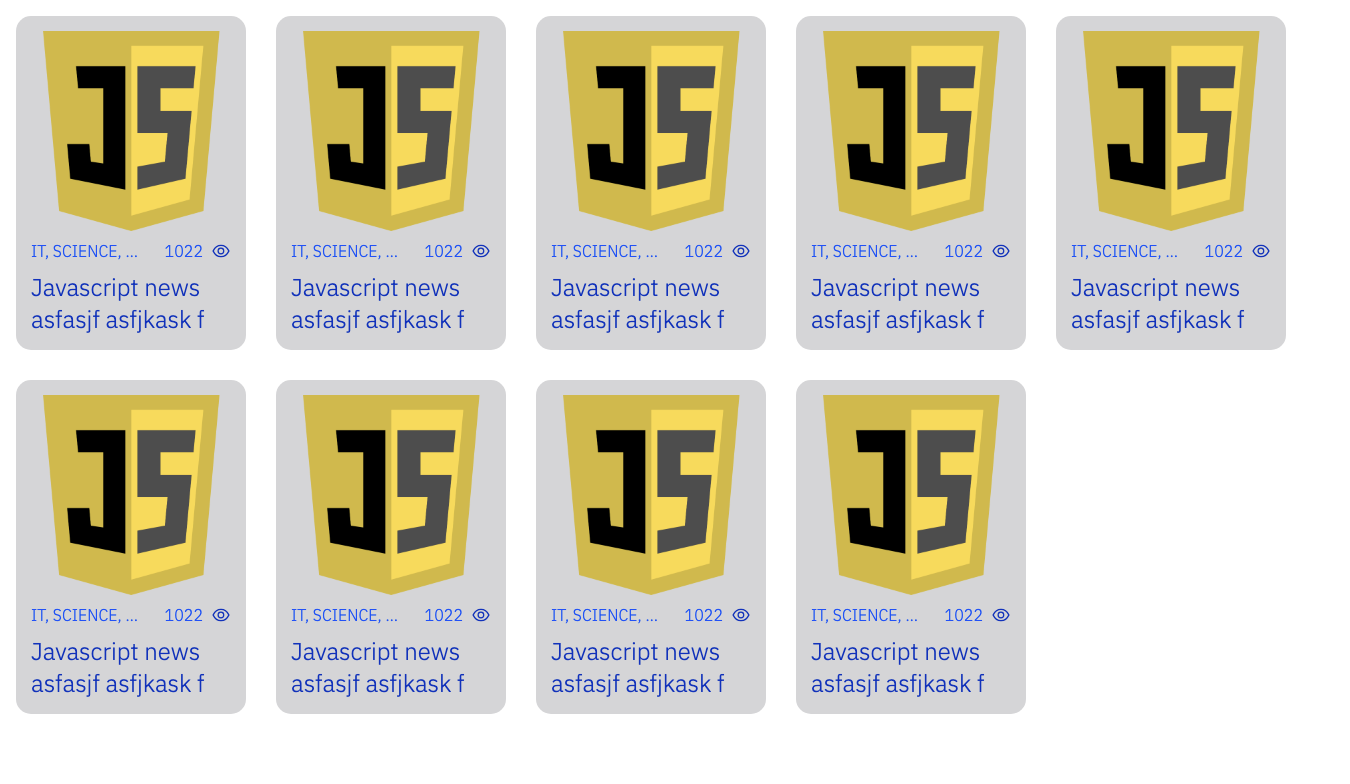 JS JS JS JS JS
IT, SCIENCE, ... 1022 IT, SCIENCE, ... 1022 IT, SCIENCE, ... 1022 IT, SCIENCE, ... 1022 IT, SCIENCE, ... 1022
Javascript news Javascript news Javascript news Javascript news Javascript news
asfasjf asfjkask f asfasjf asfjkask f asfasjf asfjkask f asfasjf asfjkask f asfasjf asfjkask f
JS JS JS JS
IT, SCIENCE, ... 1022 IT, SCIENCE, ... 1022 IT, SCIENCE, ... 1022 IT, SCIENCE, ... 1022
Javascript news Javascript news Javascript news Javascript news
asfasjf asfjkask f asfasjf asfjkask f asfasjf asfjkask f asfasjf asfjkask f